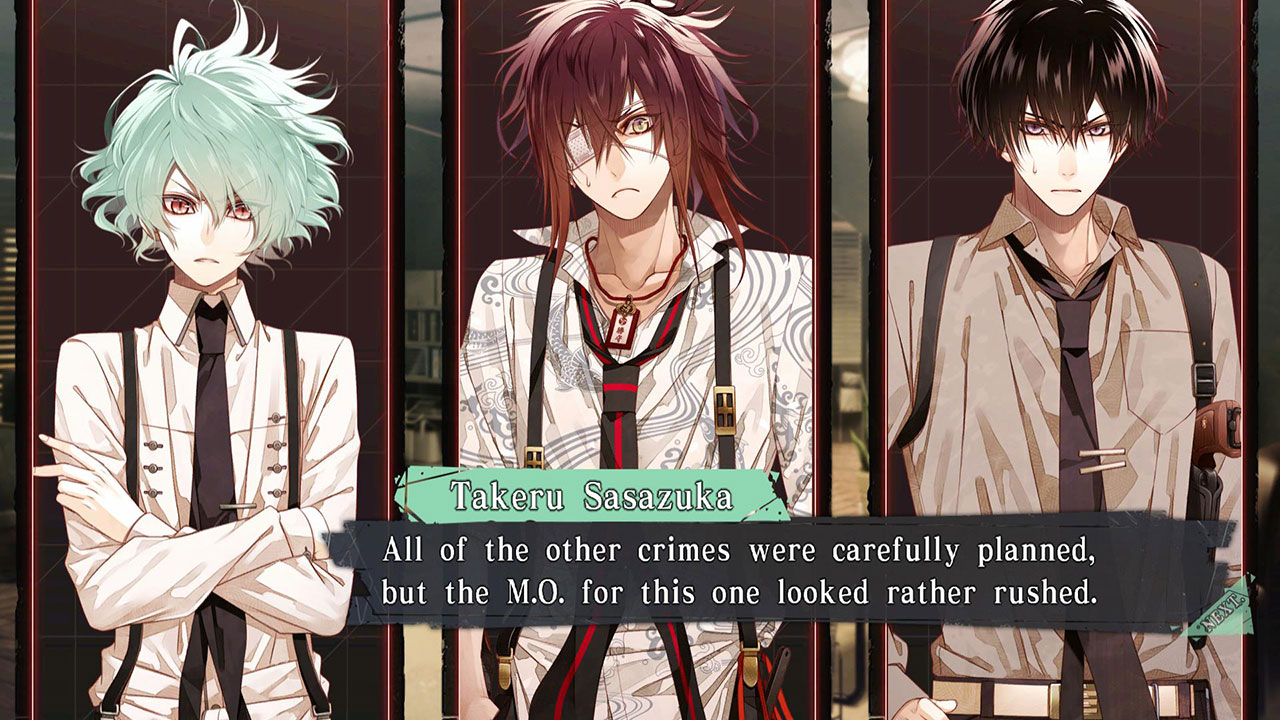 Takeru Sasazuka
All of the other crimes were carefully planned,
but the M.O. for this one looked rather rushed.
NEXT.